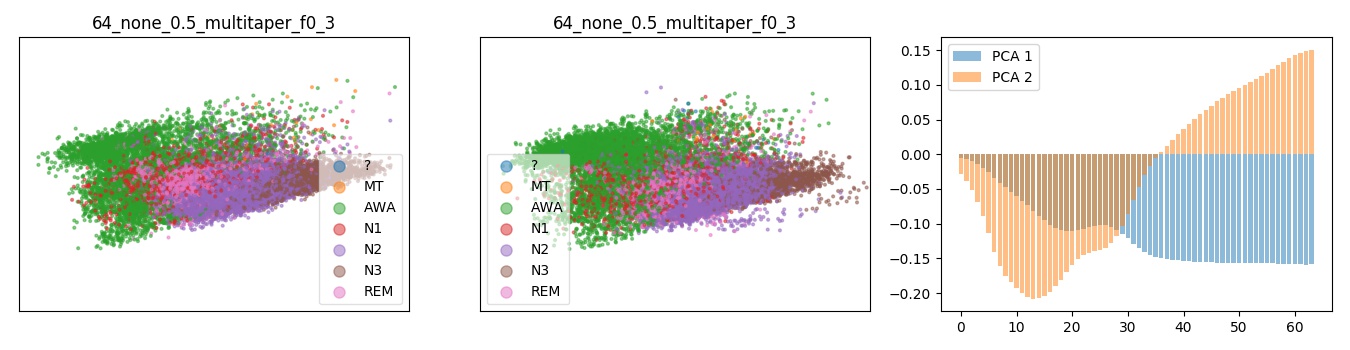 64_none_0.5_multitaper_f0_3
?
MT
AWA
N1
N2
N3
REM
64_none_0.5_multitaper_f0_3
?
MT
AWA
N1
N2
N3
REM
PCA 1
PCA 2
0.15
0.10
0.05
0.00
−0.05
−0.10
−0.15
−0.20
0 10 20 30 40 50 60